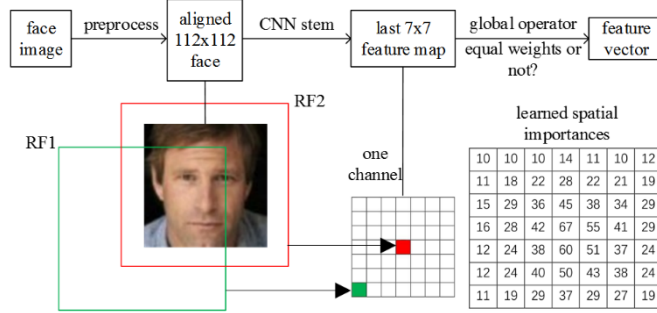 face
image
preprocess
aligned
112x112
face
CNN stem
last 7x7
feature map
global operator
equal weights or
not?
feature
vector
RF2
RF1
one
channel
learned spatial
importances
10 10 10 14 11 10 12
11 18 22 28 22 21 19
15 29 36 45 38 34 29
16 28 42 67 55 41 29
12 24 38 60 51 37 24
12 24 40 50 43 38 24
11 19 29 37 29 27 19